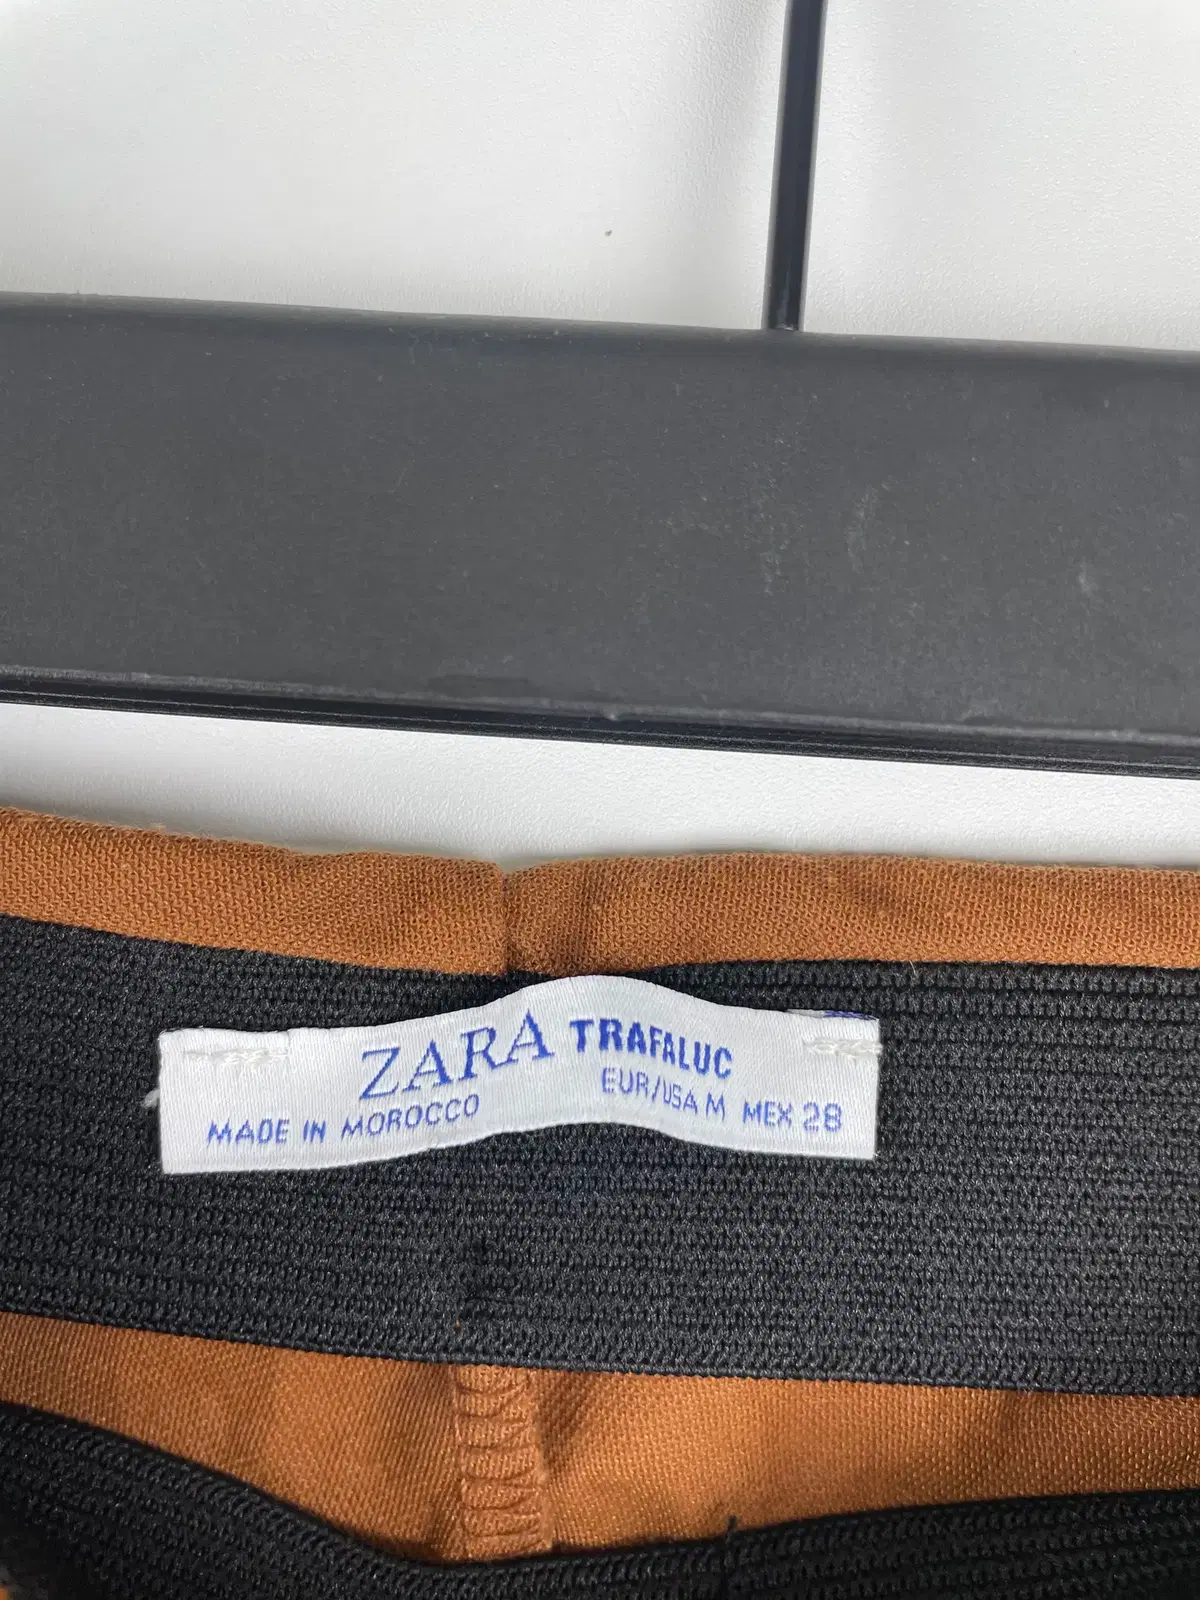 ZARA TRAFALUC
MADE IN MOROCCO EUR/USA M MEX 28